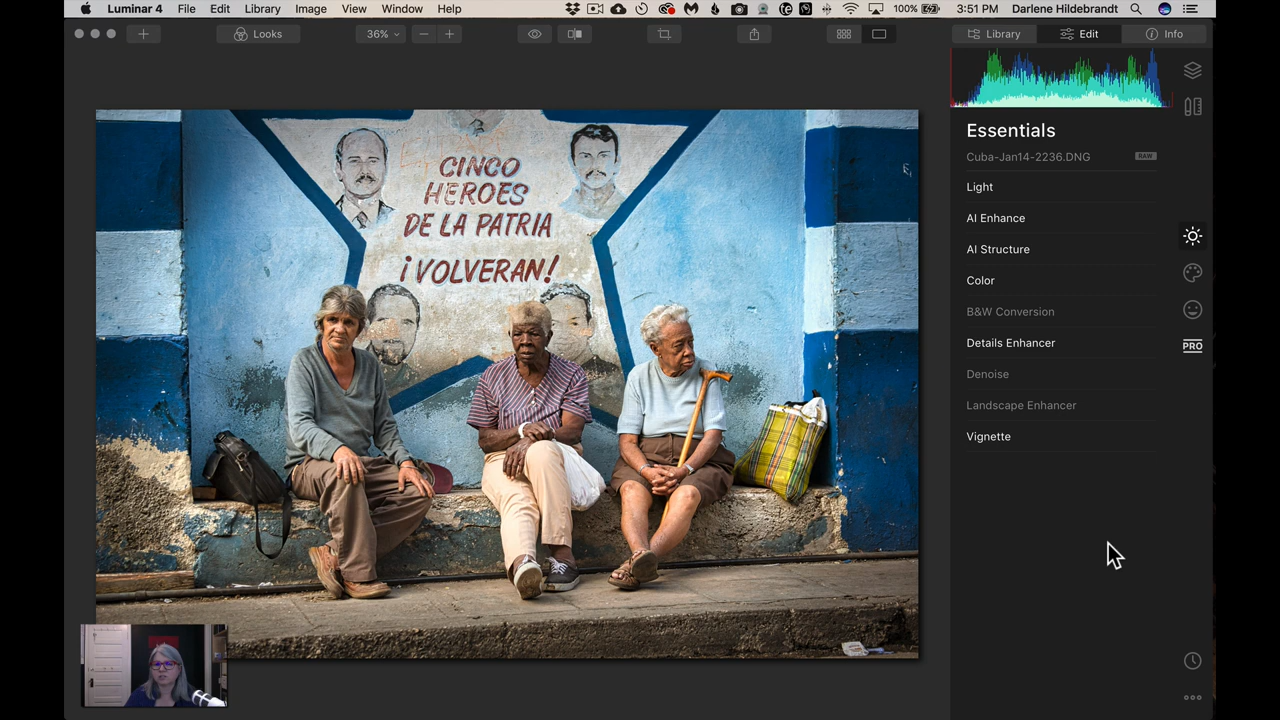 Luminar 4 File Edit Library Image View Window Help 100% 3:51 PM Darlene Hildebrandt
Looks 36% Library Edit Info
Essentials
Cuba-Jan14-2236.DNG RAW
Light
AI Enhance
AI Structure
Color
B&W Conversion
Details Enhancer
PRO
Denoise
Landscape Enhancer
Vignette
CINCO
HEROES
DE LA PATRIA
¡VOLVERAN!